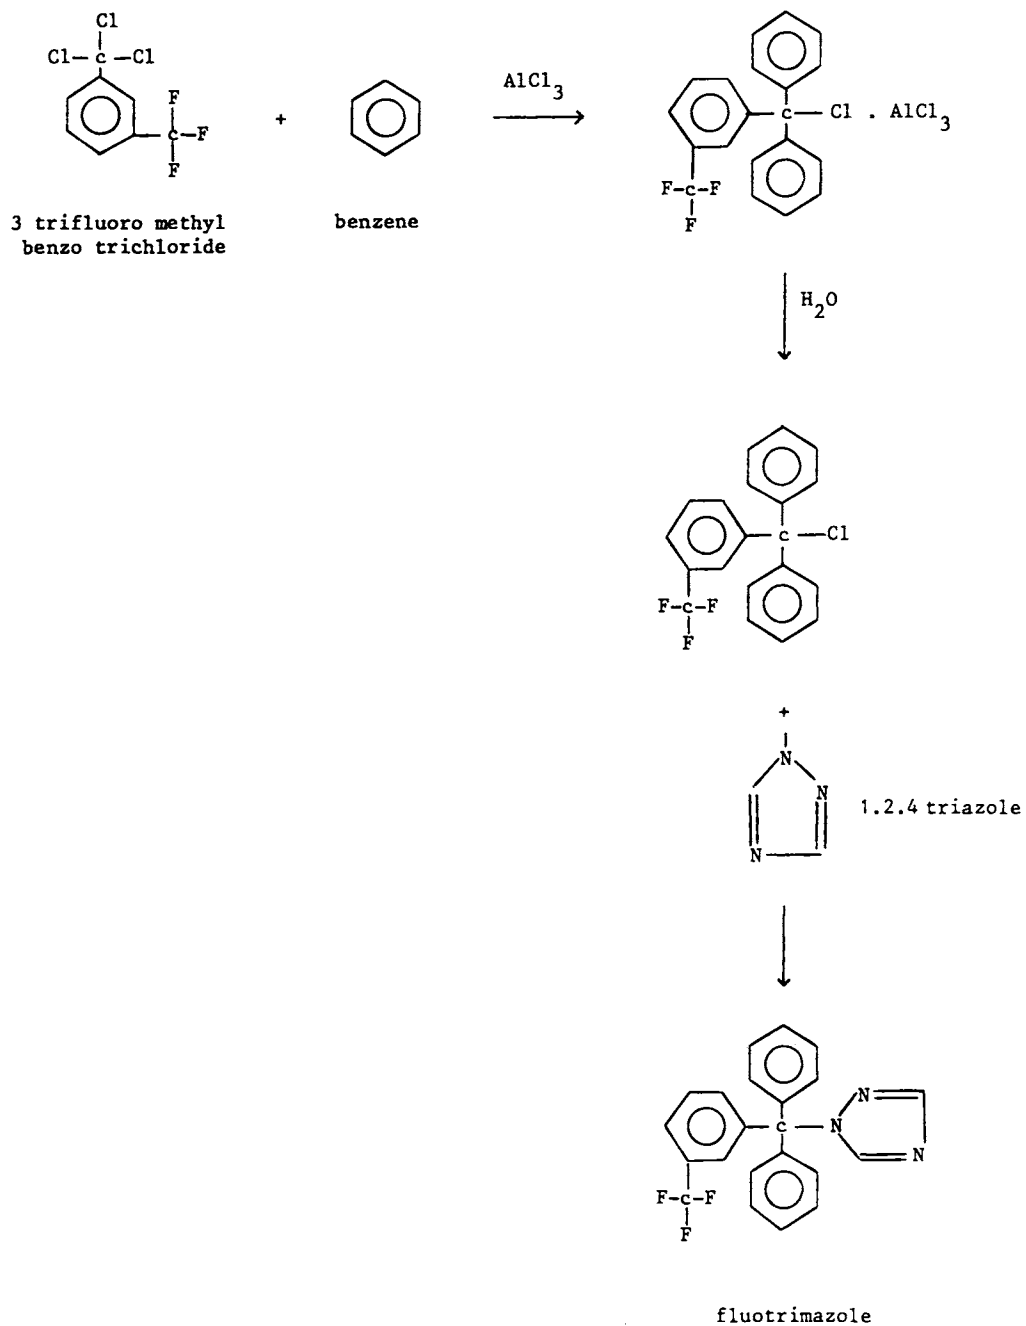 Cl
Cl-c-Cl
F
c-F
F
+
AlCl3
c - Cl . AlCl3
F-c-F
F
3 trifluoro methyl
benzo trichloride
benzene
H2O
c -Cl
F-c-F
F
+
N
N
N
1.2.4 triazole
N
c - N
N
F-c-F
F
fluotrimazole